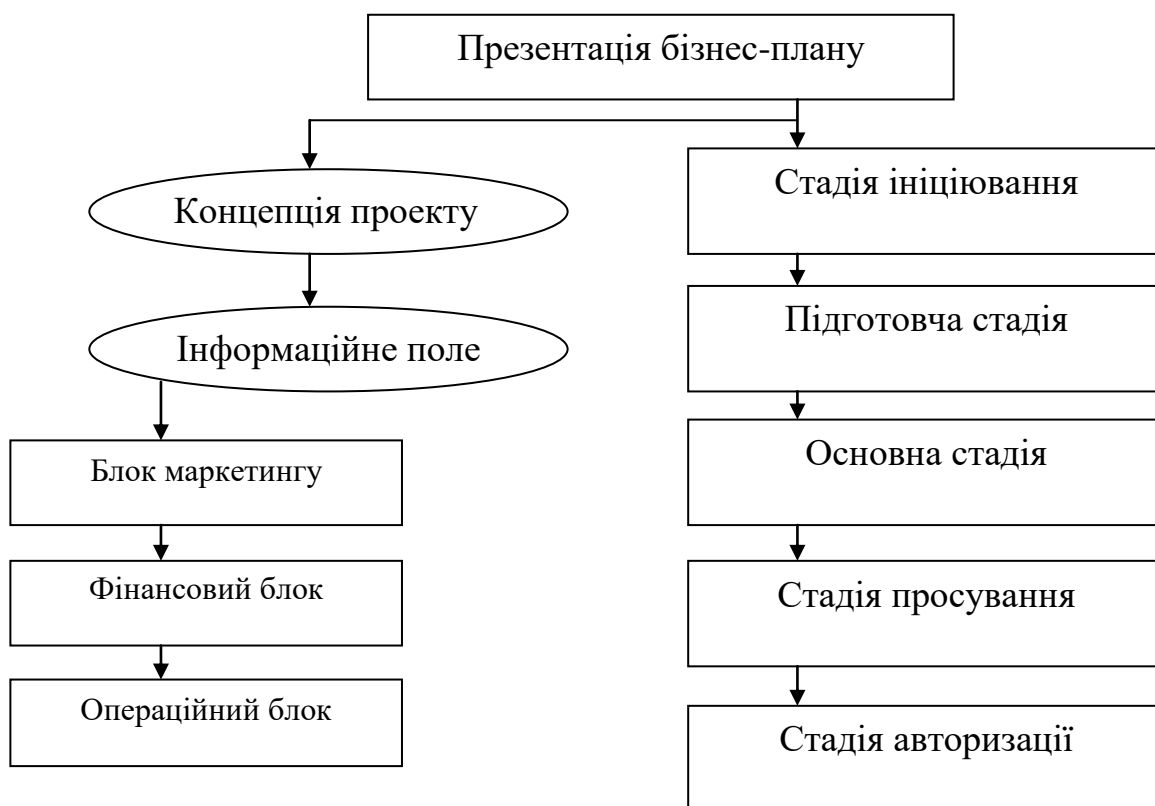 Презентація бізнес-плану
Концепція проекту
Інформаційне поле
Блок маркетингу
Фінансовий блок
Операційний блок
Стадія ініціювання
Підготовча стадія
Основна стадія
Стадія просування
Стадія авторизації